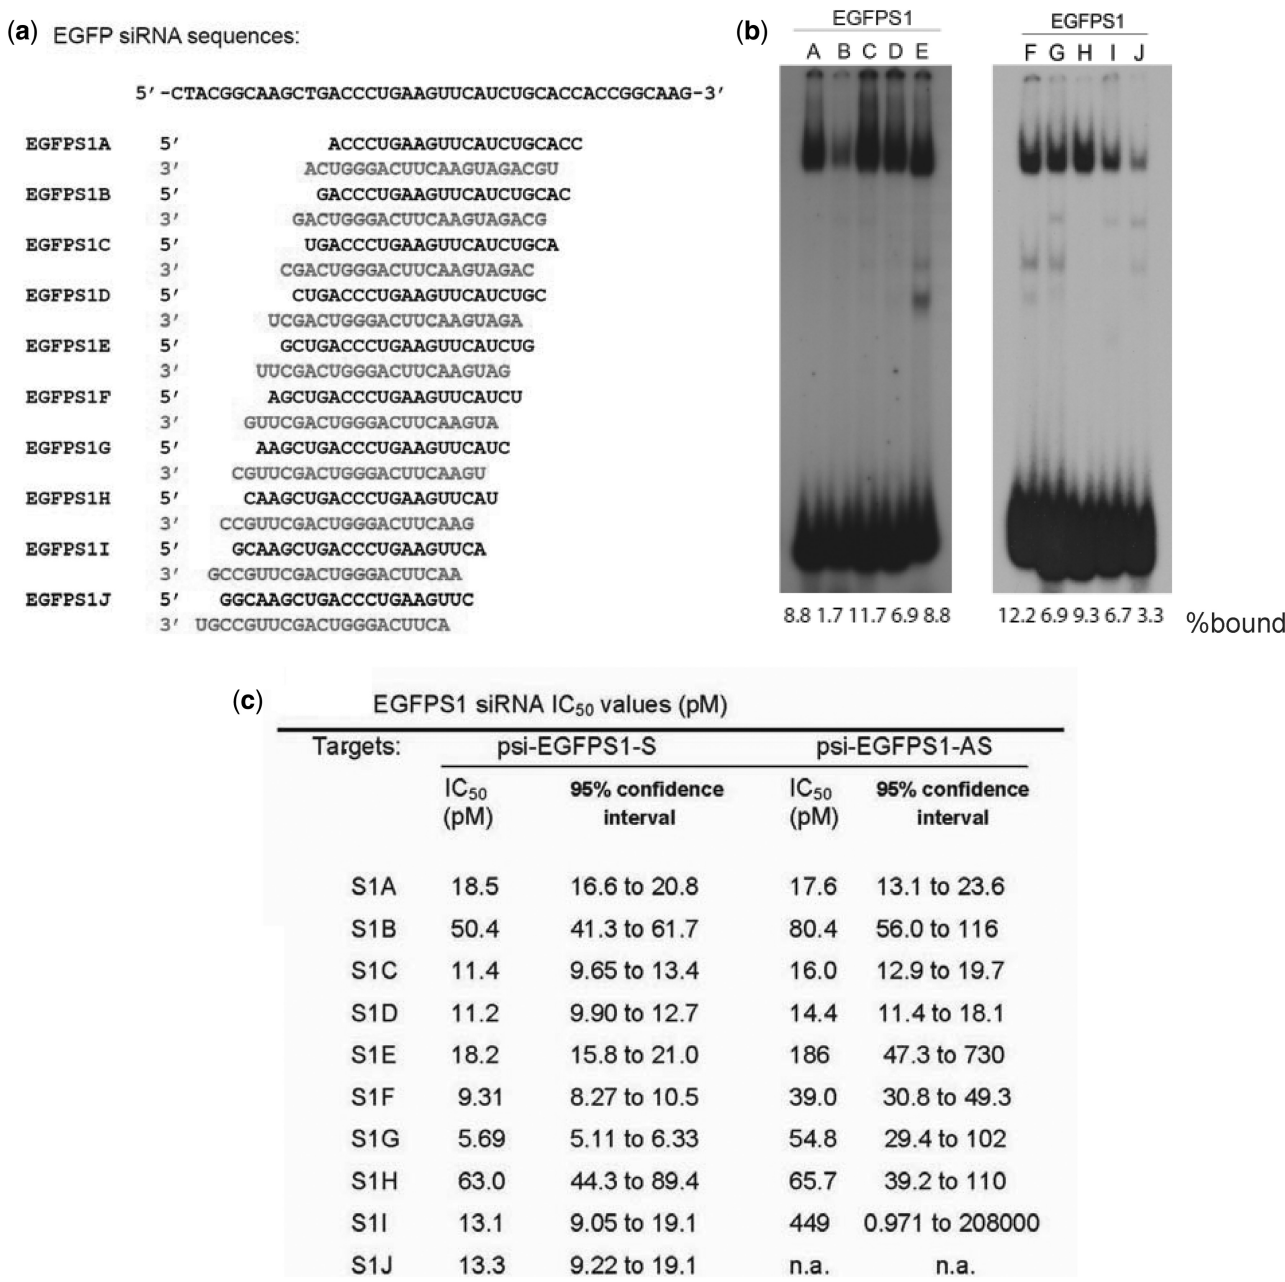 (a) EGFP siRNA sequences:
5′-CTACGGCAAGCTGACCCUGAAGUUCAUCUGCACCACCGGCAAG-3′
EGFPS1A 5′ ACCCUGAAGUUCAUCUGCACC
3′ ACUGGGACUUCAAGUAGACGU
EGFPS1B 5′ GACCCUGAAGUUCAUCUGCAC
3′ GACUGGGACUUCAAGUAGACG
EGFPS1C 5′ UGACCCUGAAGUUCAUCUGCA
3′ CGACUGGGACUUCAAGUAGAC
EGFPS1D 5′ CUGACCCUGAAGUUCAUCUGC
3′ UCGACUGGGACUUCAAGUAGA
EGFPS1E 5′ GCUGACCCUGAAGUUCAUCUG
3′ UUCGACUGGGACUUCAAGUAG
EGFPS1F 5′ AGCUGACCCUGAAGUUCAUCU
3′ GUUCGACUGGGACUUCAAGUA
EGFPS1G 5′ AAGCUGACCCUGAAGUUCAUC
3′ CGUUCGACUGGGACUUCAAGU
EGFPS1H 5′ CAAGCUGACCCUGAAGUUCAU
3′ CCGUUCGACUGGGACUUCAAG
EGFPS1I 5′ GCAAGCUGACCCUGAAGUUCA
3′ GCCGUUCGACUGGGACUUCAA
EGFPS1J 5′ GGCAAGCUGACCCUGAAGUUC
3′ UGCCGUUCGACUGGGACUUCA
(b) EGFPS1 EGFPS1
A B C D E F G H I J
8.8 1.7 11.7 6.9 8.8 12.2 6.9 9.3 6.7 3.3 %bound
(c) EGFPS1 siRNA IC50 values (pM)
Targets: psi-EGFPS1-S psi-EGFPS1-AS
IC50 95% confidence IC50 95% confidence
(pM) interval (pM) interval
S1A 18.5 16.6 to 20.8 17.6 13.1 to 23.6
S1B 50.4 41.3 to 61.7 80.4 56.0 to 116
S1C 11.4 9.65 to 13.4 16.0 12.9 to 19.7
S1D 11.2 9.90 to 12.7 14.4 11.4 to 18.1
S1E 18.2 15.8 to 21.0 186 47.3 to 730
S1F 9.31 8.27 to 10.5 39.0 30.8 to 49.3
S1G 5.69 5.11 to 6.33 54.8 29.4 to 102
S1H 63.0 44.3 to 89.4 65.7 39.2 to 110
S1I 13.1 9.05 to 19.1 449 0.971 to 208000
S1J 13.3 9.22 to 19.1 n.a. n.a.